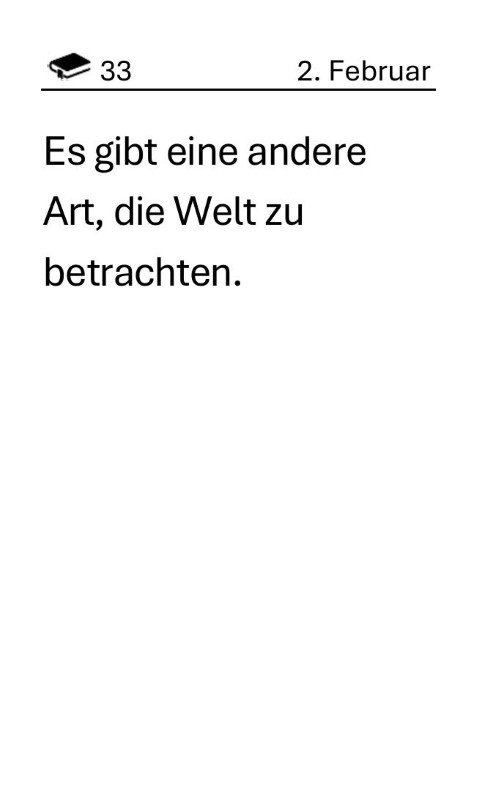 33 2. Februar
Es gibt eine andere
Art, die Welt zu
betrachten.